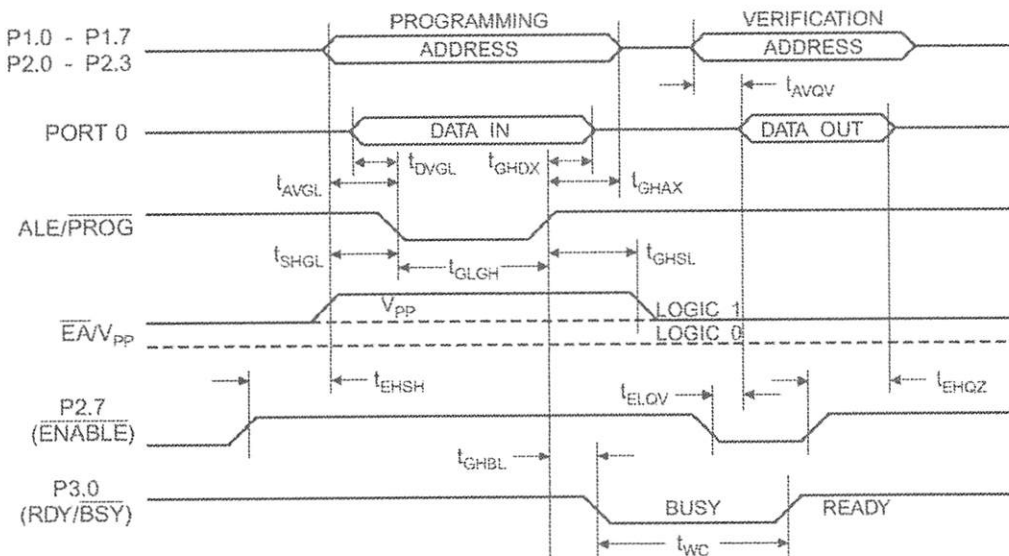 PROGRAMMING VERIFICATION
P1.0 - P1.7
P2.0 - P2.3
ADDRESS ADDRESS
tAVQV
PORT 0 DATA IN DATA OUT
tDVGL tGHDX
tAVGL tGHAX
ALE/PROG
tSHGL tGLGH tGHSL
VPP LOGIC 1
EA/VPP LOGIC 0
tEHSH tELQV tEHQZ
P2.7
(ENABLE)
tGHBL
P3.0
(RDY/BSY) BUSY READY
tWC